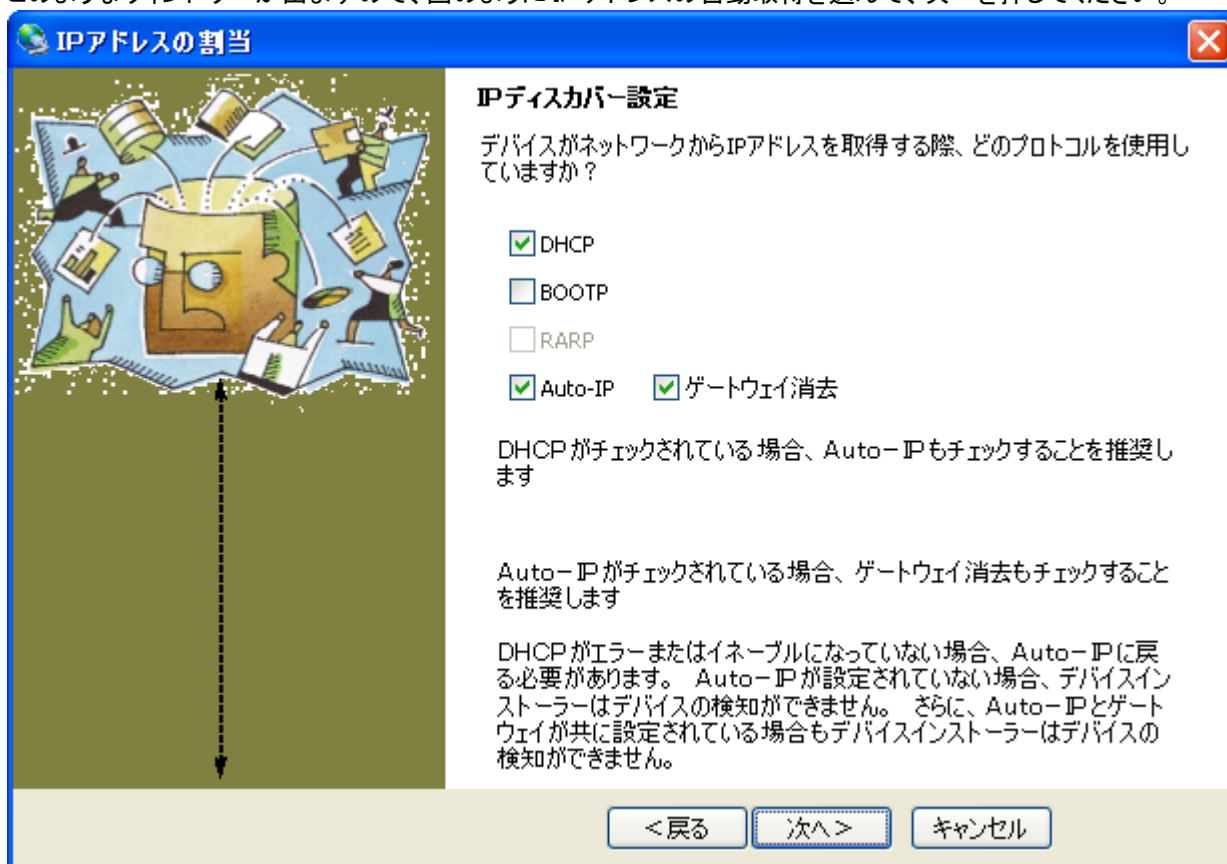 IPアドレスの割当
IPディスカバー設定
デバイスがネットワークからIPアドレスを取得する際、どのプロトコルを使用し
ていますか？
DHCP
BOOTP
RARP
Auto-IP ゲートウェイ消去
DHCPがチェックされている場合、Auto－IPもチェックすることを推奨し
ます
Auto－IPがチェックされている場合、ゲートウェイ消去もチェックすること
を推奨します
DHCPがエラーまたはイネーブルになっていない場合、Auto－IPに戻
る必要があります。 Auto－IPが設定されていない場合、デバイスイン
ストーラーはデバイスの検知ができません。 さらに、Auto－IPとゲート
ウェイが共に設定されている場合もデバイスインストーラーはデバイスの
検知ができません。
＜戻る 次へ＞ キャンセル